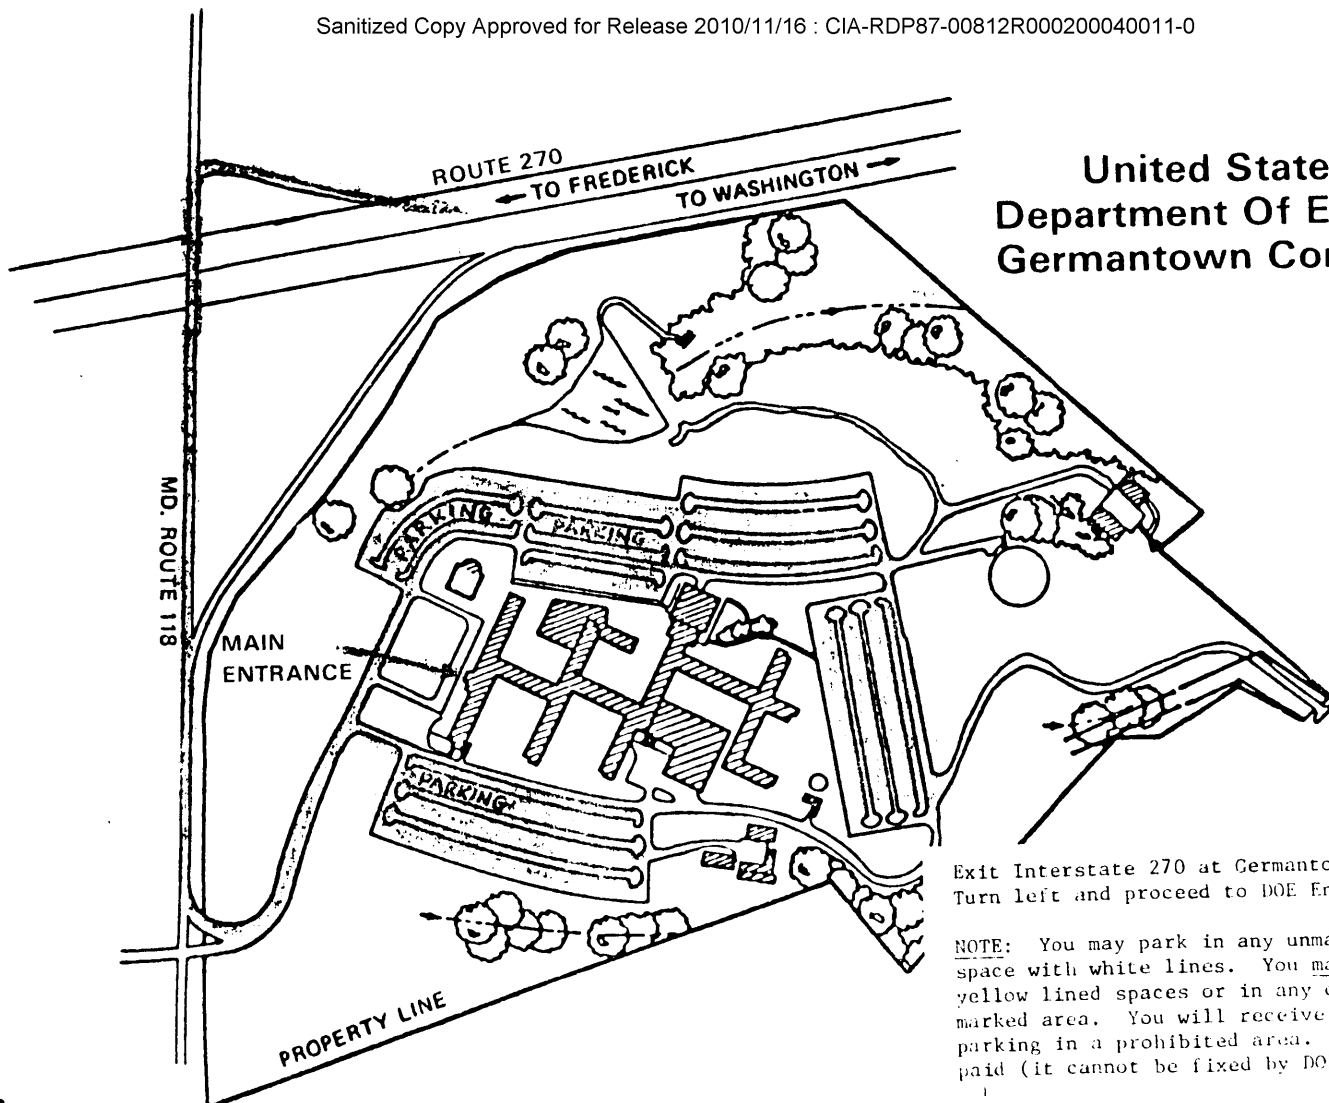 Sanitized Copy Approved for Release 2010/11/16 : CIA-RDP87-00812R000200040011-0
United State
Department Of E
Germantown Co
ROUTE 270
← TO FREDERICK
TO WASHINGTON →
MD. ROUTE 118
PARKING
PARKING
MAIN
ENTRANCE
PARKING
PROPERTY LINE
Exit Interstate 270 at Germanto
Turn left and proceed to DOE En
NOTE: You may park in any unma
space with white lines. You ma
yellow lined spaces or in any
marked area. You will receive
parking in a prohibited area.
paid (it cannot be fixed by DO